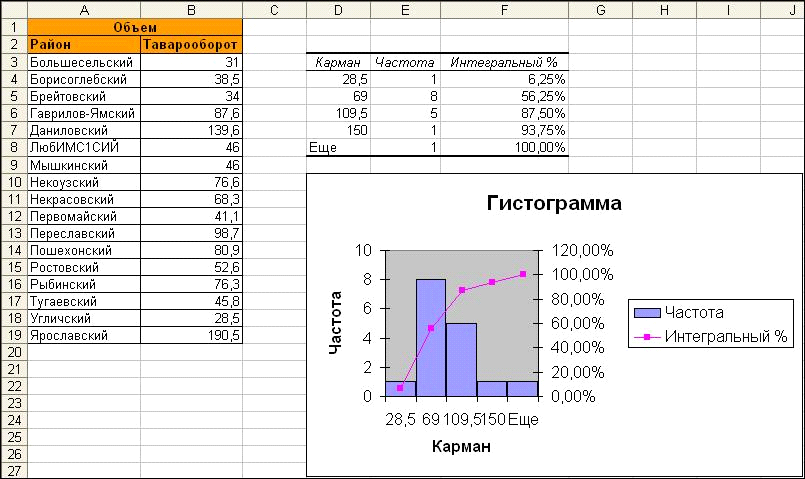 A B C D E F G H I J
1 Объем
2 Район Тавarooборот
3 Большесельский 31 Карман Частота Интегральный %
4 Борисоглебский 38,5 28,5 1 6,25%
5 Брейтовский 34 69 8 56,25%
6 Гаврилов-Ямский 87,6 109,5 5 87,50%
7 Даниловский 139,6 150 1 93,75%
8 ЛюбИМС1СИЙ 46 Еще 1 100,00%
9 Мышкинский 46
10 Некоузский 76,6
11 Некрасовский 68,3
12 Первомайский 41,1
13 Переславский 98,7
14 Пошехонский 80,9
15 Ростовский 52,6
16 Рыбинский 76,3
17 Тугаевский 45,8
18 Угличский 28,5
19 Ярославский 190,5
20
21
22
23
24
25
26
27
Гистограмма
10 120,00%
8 100,00%
6 80,00%
4 60,00%
2 40,00%
0 20,00%
0,00%
Частота
28,5 69 109,5 150 Еще
Карман
Частота
Интегральный %